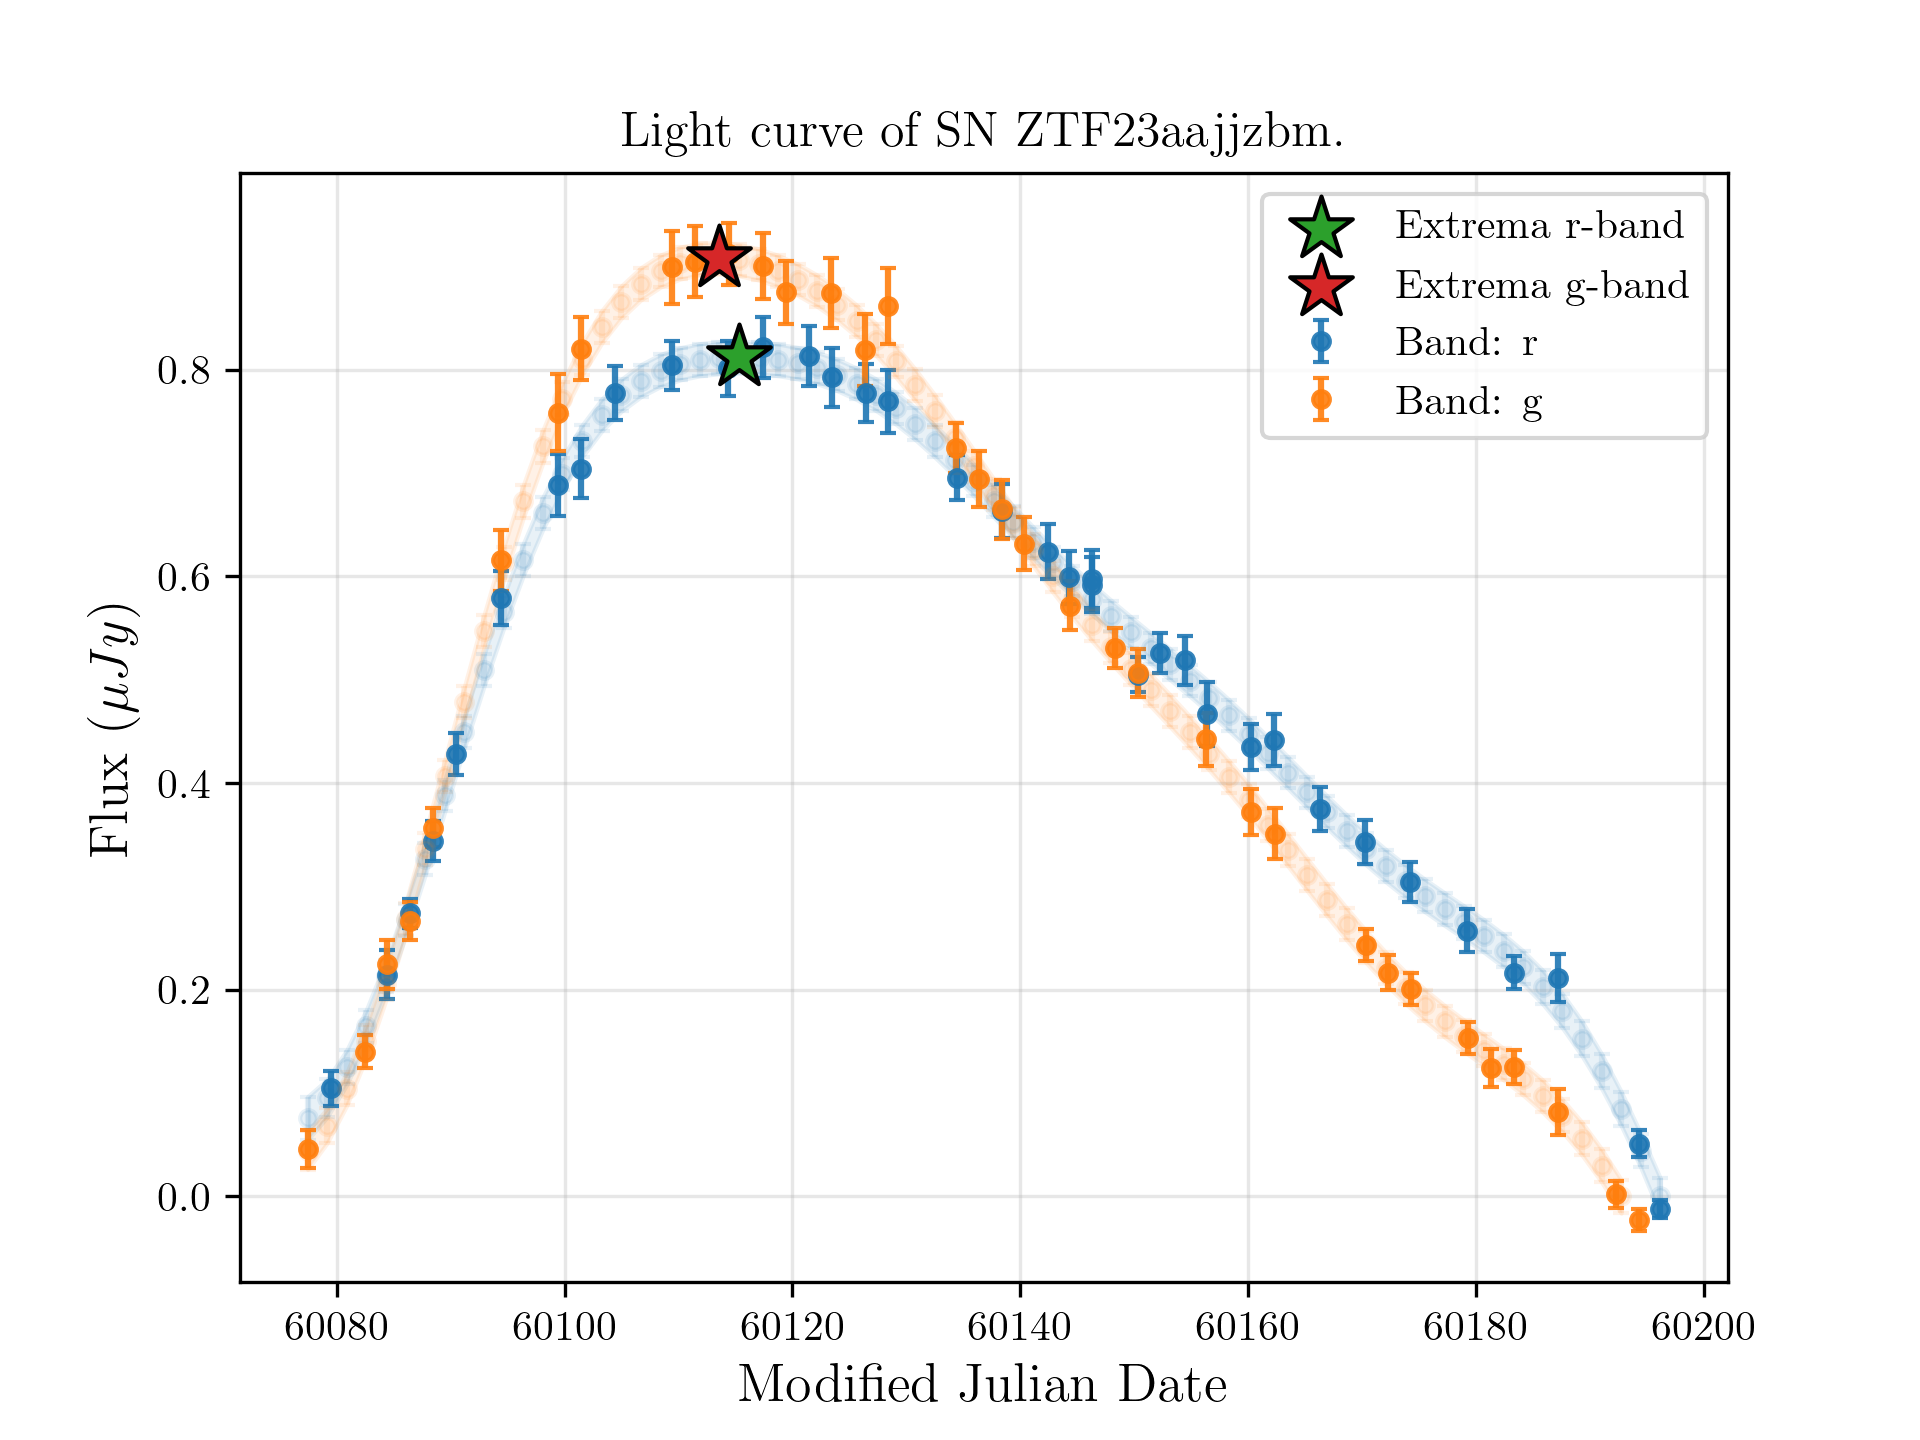 Light curve of SN ZTF23aajjzbm.
Extrema r-band
Extrema g-band
Band: r
Band: g
Flux (μJy)
0.8
0.6
0.4
0.2
0.0
60080 60100 60120 60140 60160 60180 60200
Modified Julian Date